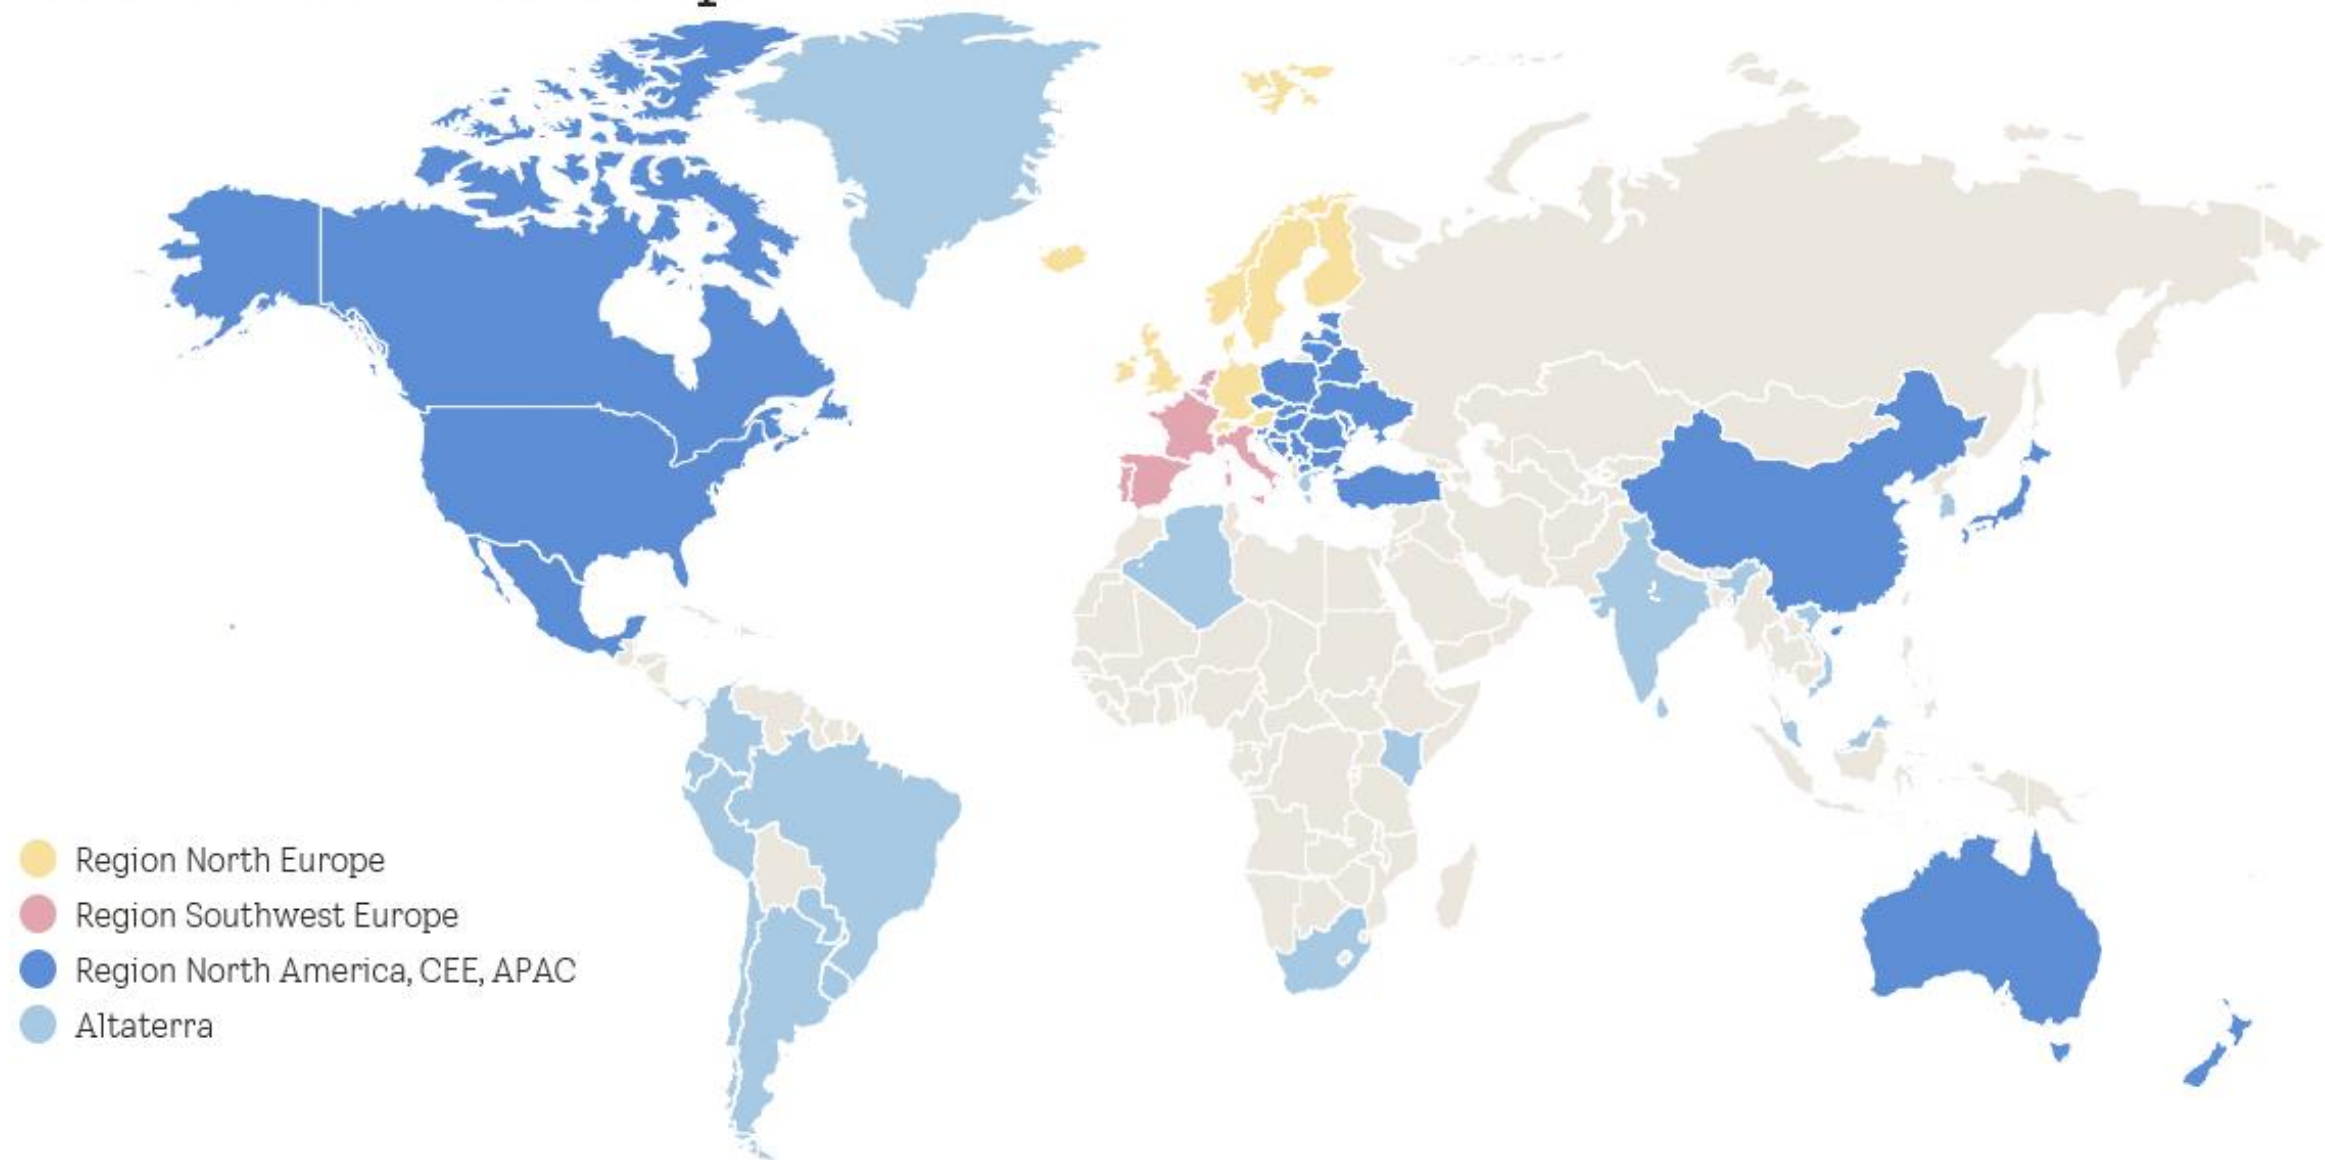 Region North Europe
Region Southwest Europe
Region North America, CEE, APAC
Altaterra